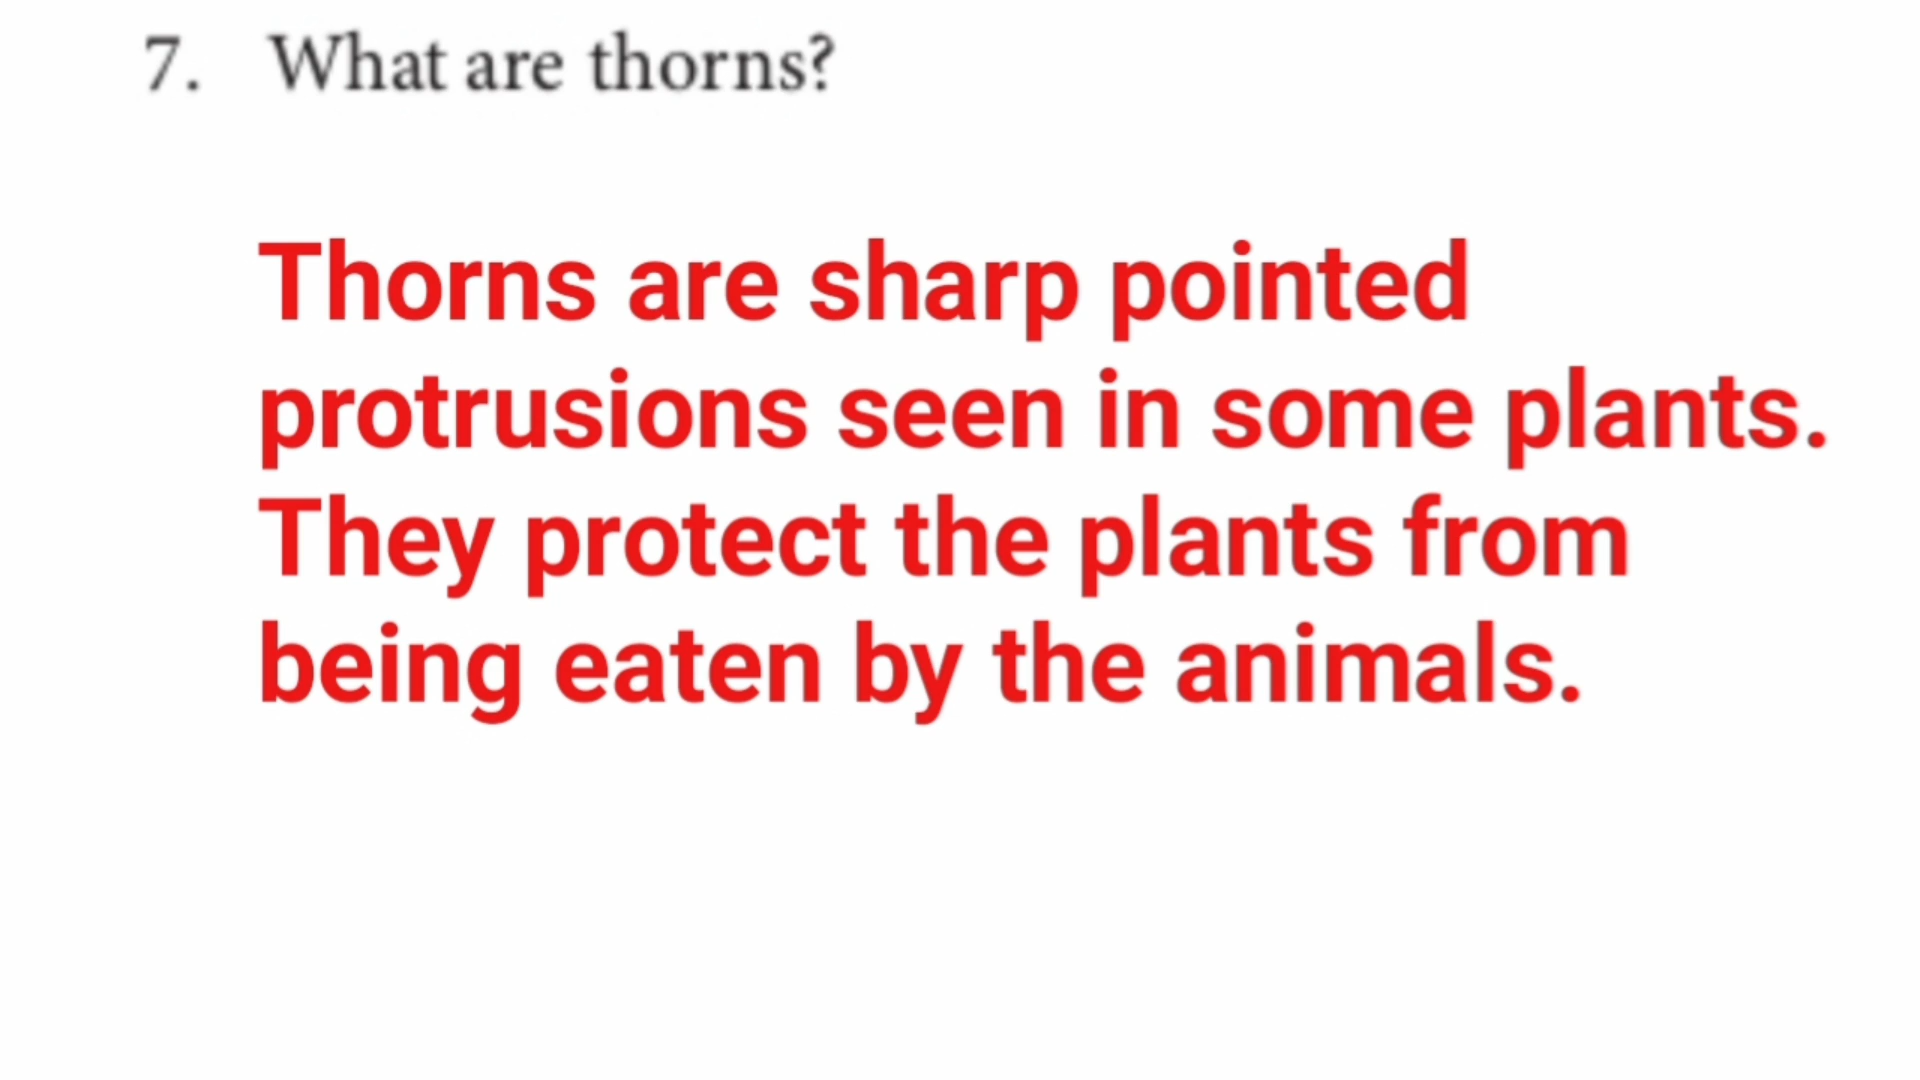 7. What are thorns?
Thorns are sharp pointed
protrusions seen in some plants.
They protect the plants from
being eaten by the animals.